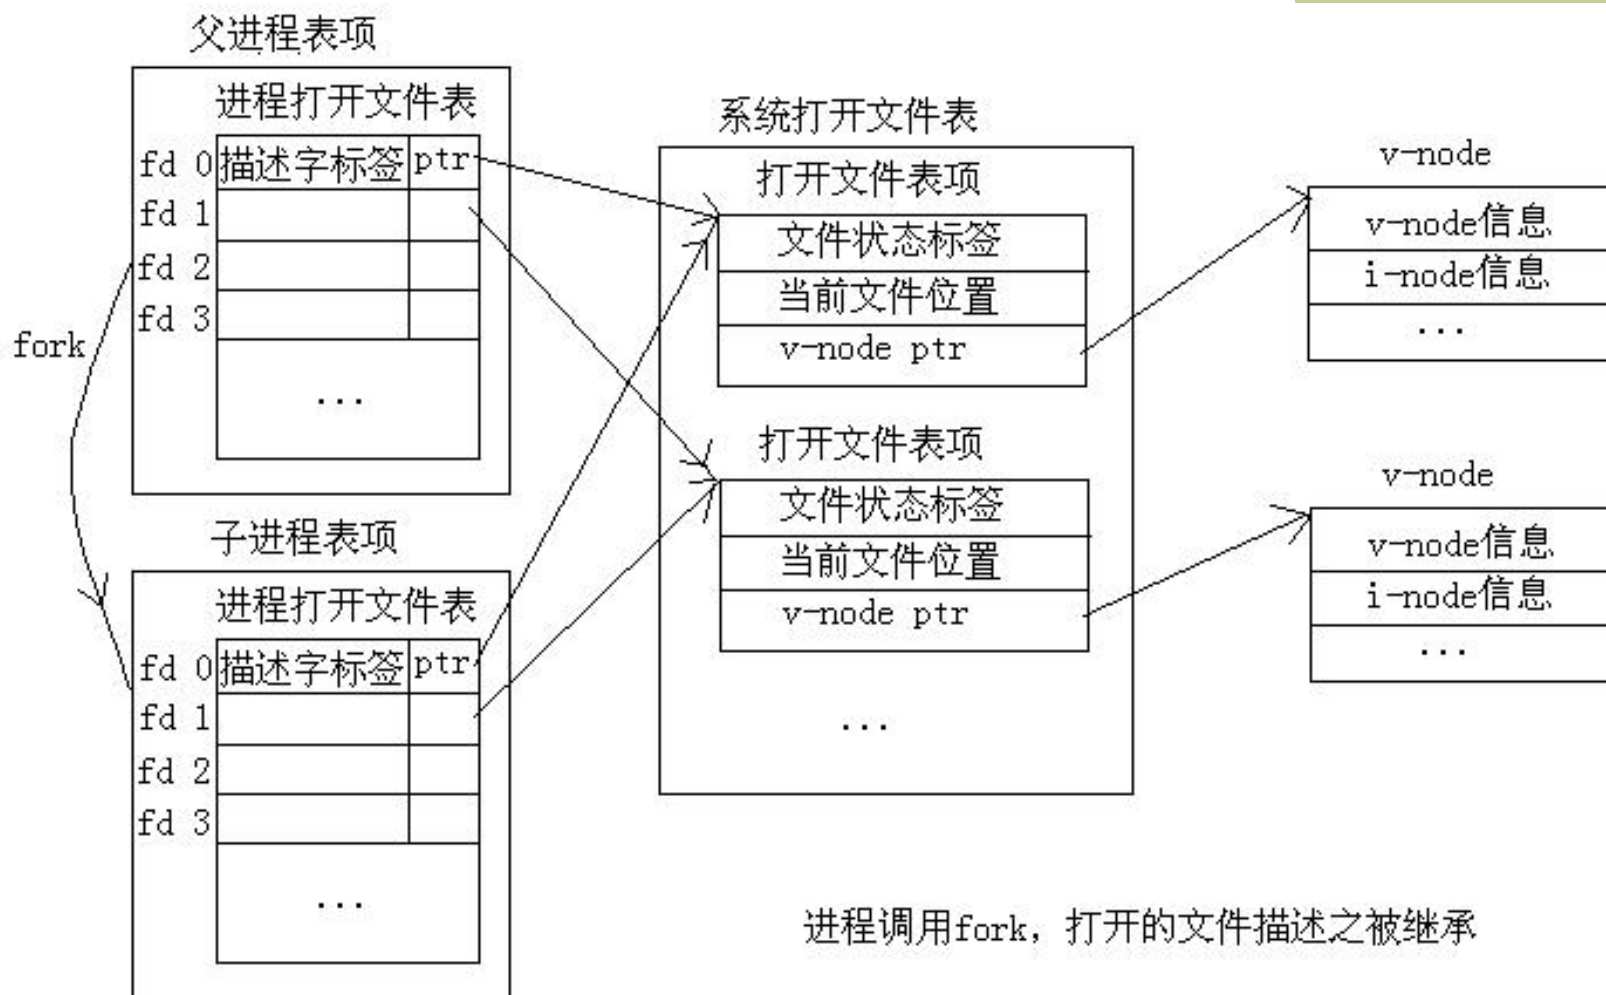 父进程表项
进程打开文件表
fd 0 描述字标签 ptr
fd 1
fd 2
fd 3
...
fork
子进程表项
进程打开文件表
fd 0 描述字标签 ptr
fd 1
fd 2
fd 3
...
系统打开文件表
打开文件表项
文件状态标签
当前文件位置
v-node ptr
打开文件表项
文件状态标签
当前文件位置
v-node ptr
...
v-node
v-node信息
i-node信息
...
v-node
v-node信息
i-node信息
...
进程调用fork，打开的文件描述之被继承